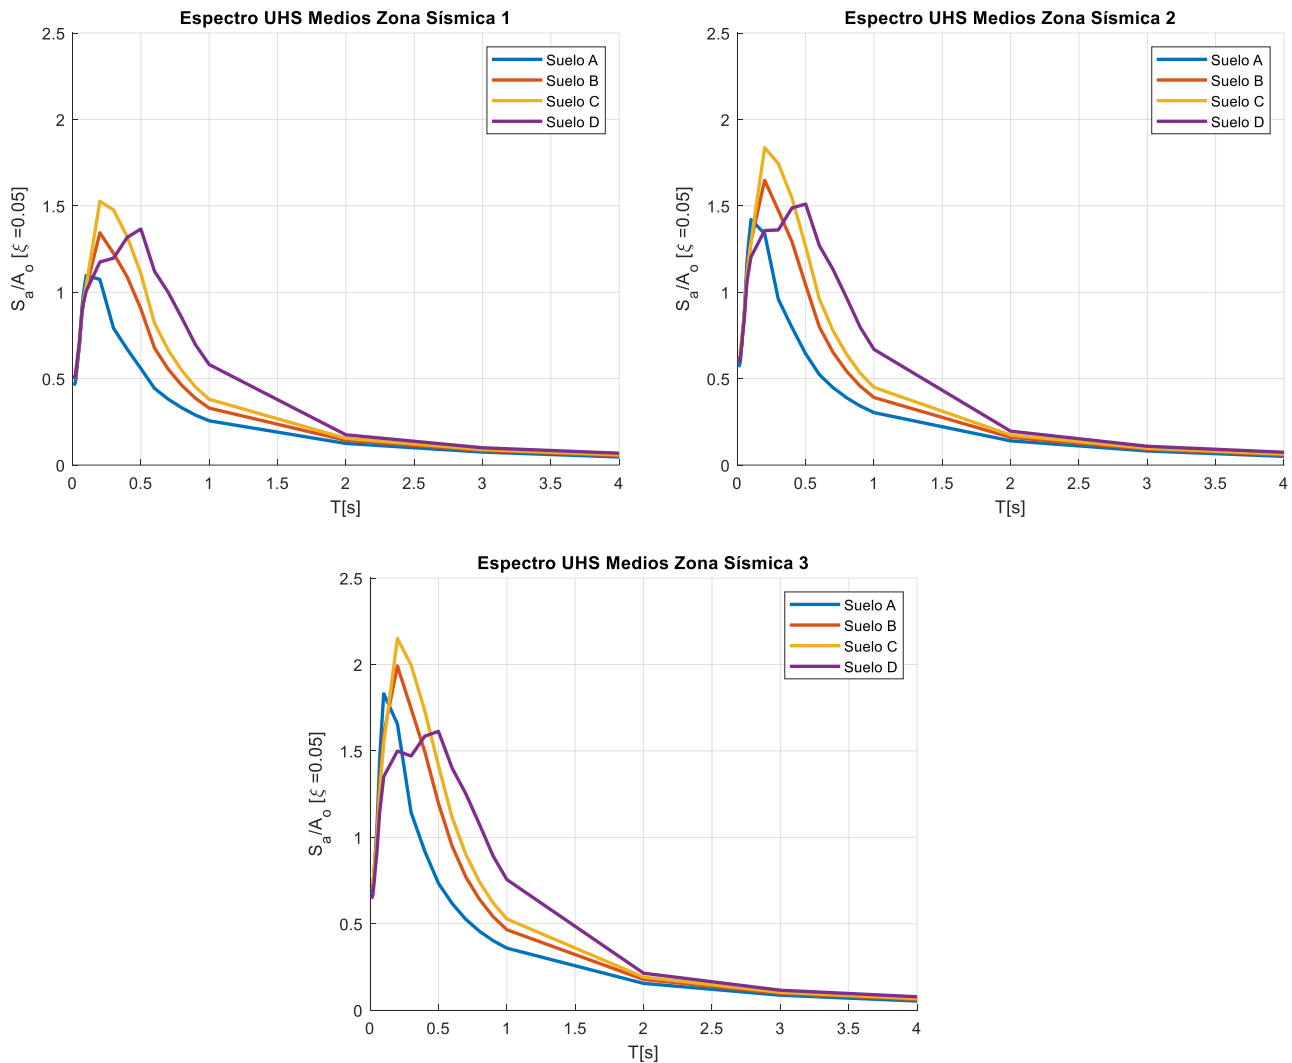 Espectro UHS Medios Zona Sísmica 1
2.5
2
1.5
1
0.5
0
S_a/A_o [ξ =0.05]
Suelo A
Suelo B
Suelo C
Suelo D
0 0.5 1 1.5 2 2.5 3 3.5 4
T[s]
Espectro UHS Medios Zona Sísmica 2
2.5
2
1.5
1
0.5
0
S_a/A_o [ξ =0.05]
Suelo A
Suelo B
Suelo C
Suelo D
0 0.5 1 1.5 2 2.5 3 3.5 4
T[s]
Espectro UHS Medios Zona Sísmica 3
2.5
2
1.5
1
0.5
0
S_a/A_o [ξ =0.05]
Suelo A
Suelo B
Suelo C
Suelo D
0 0.5 1 1.5 2 2.5 3 3.5 4
T[s]